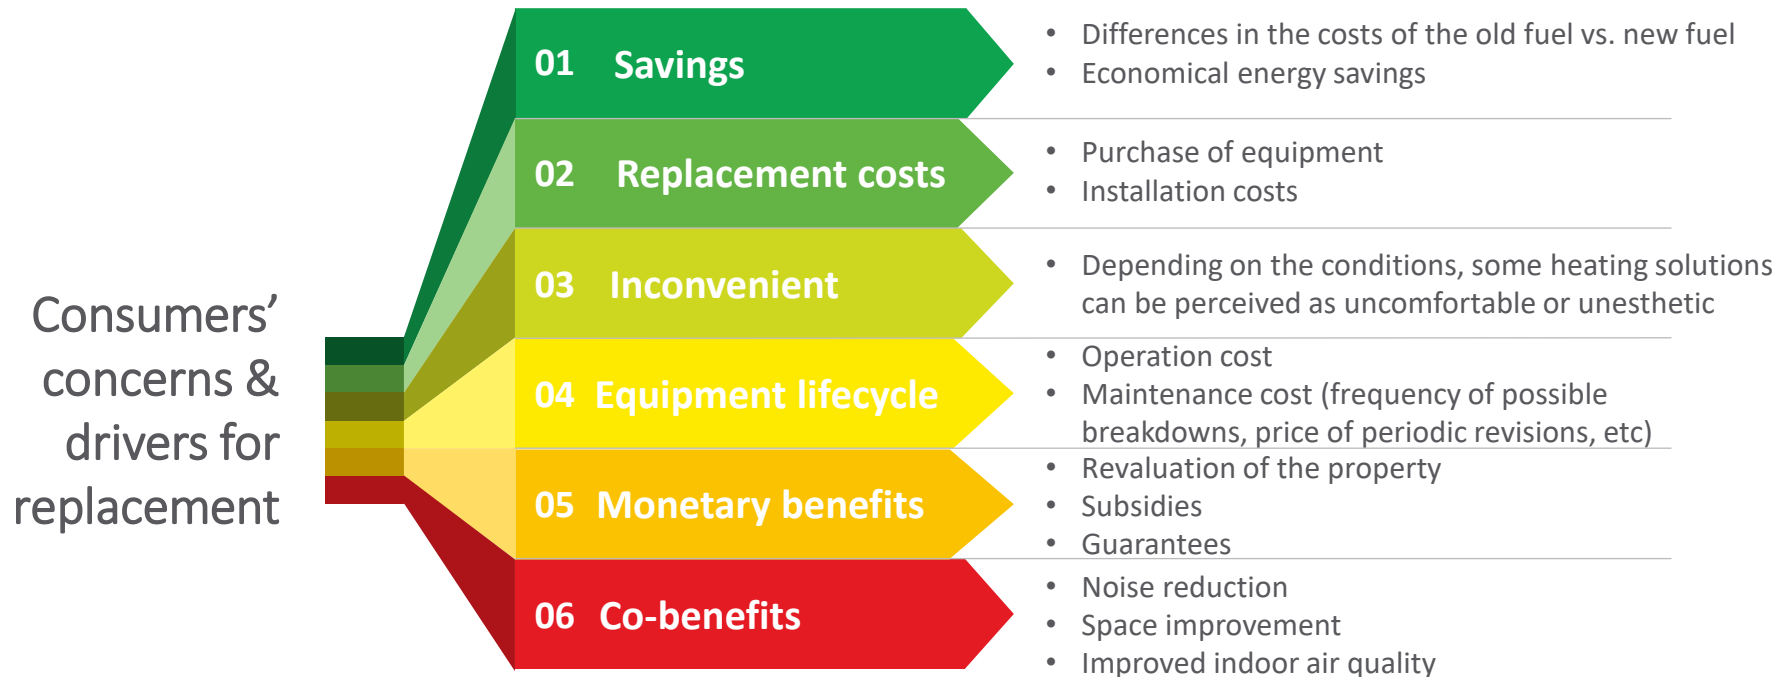 Consumers’
concerns &
drivers for
replacement
01 Savings
• Differences in the costs of the old fuel vs. new fuel
• Economical energy savings
02 Replacement costs
• Purchase of equipment
• Installation costs
03 Inconvenient
• Depending on the conditions, some heating solutions
can be perceived as uncomfortable or unesthetic
04 Equipment lifecycle
• Operation cost
• Maintenance cost (frequency of possible
breakdowns, price of periodic revisions, etc)
05 Monetary benefits
• Revaluation of the property
• Subsidies
• Guarantees
06 Co-benefits
• Noise reduction
• Space improvement
• Improved indoor air quality